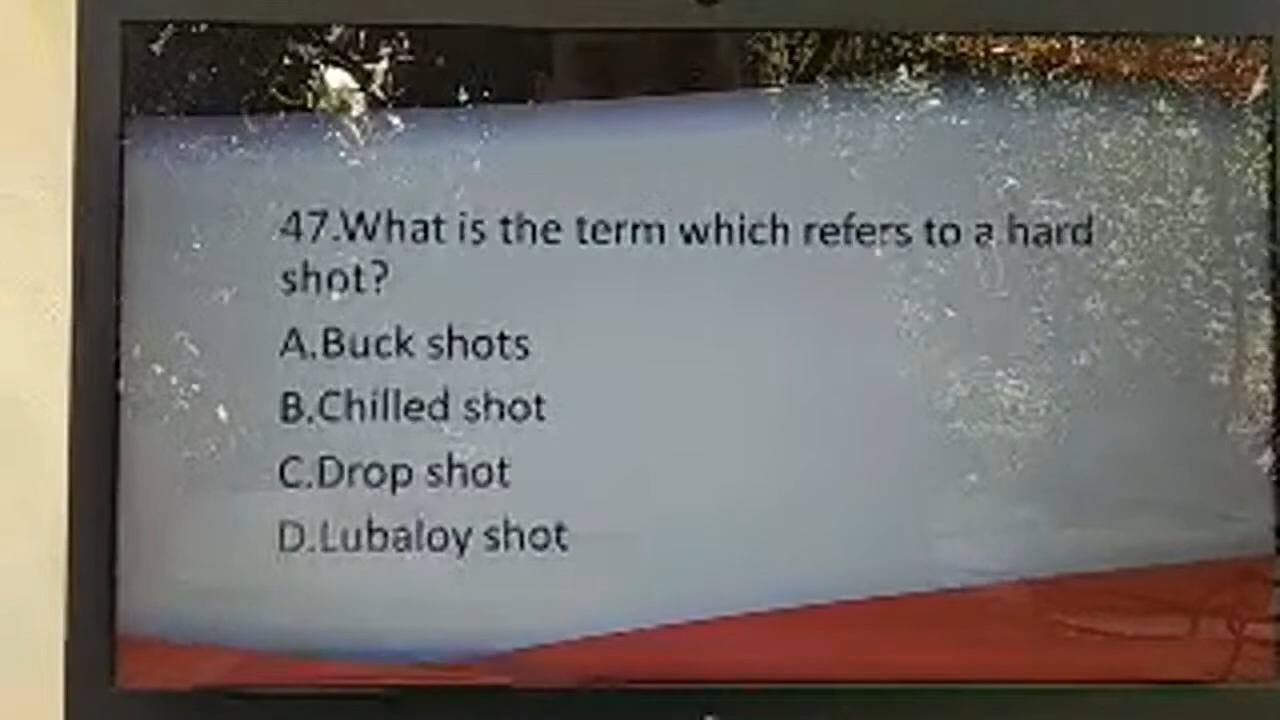 47.What is the term which refers to a hard
shot?
A.Buck shots
B.Chilled shot
C.Drop shot
D.Lubaloy shot